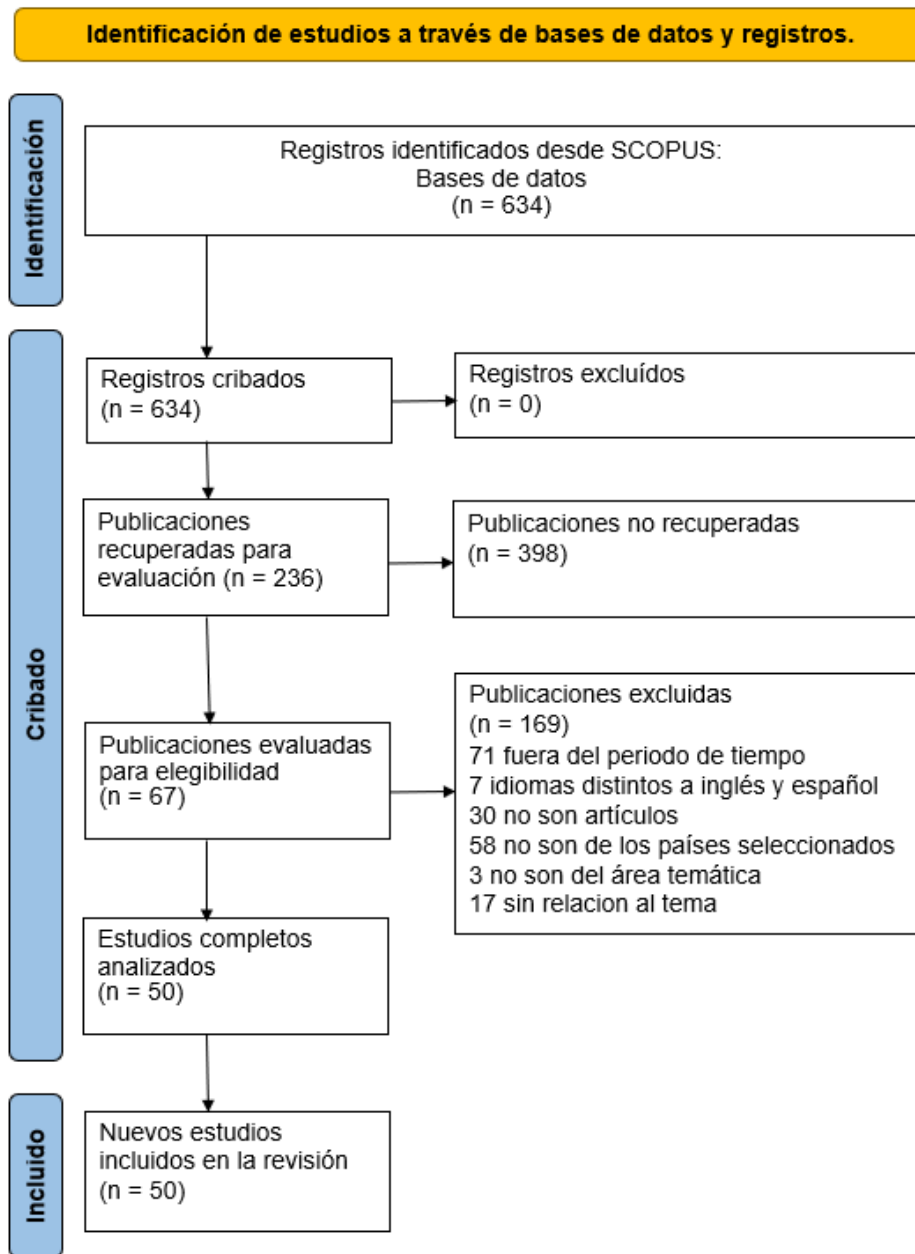 Identificación de estudios a través de bases de datos y registros.
Identificación
Registros identificados desde SCOPUS:
Bases de datos
(n = 634)
Cribado
Registros cribados
(n = 634)
Registros excluídos
(n = 0)
Publicaciones
recuperadas para
evaluación (n = 236)
Publicaciones no recuperadas
(n = 398)
Publicaciones evaluadas
para elegibilidad
(n = 67)
Publicaciones excluidas
(n = 169)
71 fuera del periodo de tiempo
7 idiomas distintos a inglés y español
30 no son artículos
58 no son de los países seleccionados
3 no son del área temática
17 sin relacion al tema
Estudios completos
analizados
(n = 50)
Incluido
Nuevos estudios
incluidos en la revisión
(n = 50)